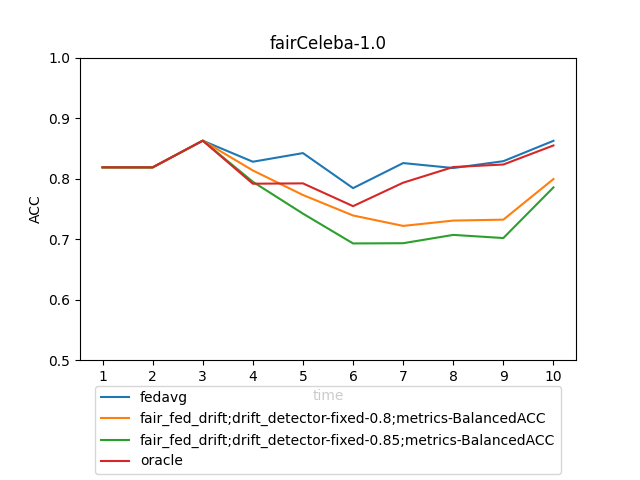 fairCeleba-1.0
1.0
0.9
0.8
0.7
0.6
0.5
ACC
1 2 3 4 5 6 7 8 9 10
time
fedavg
fair_fed_drift;drift_detector-fixed-0.8;metrics-BalancedACC
fair_fed_drift;drift_detector-fixed-0.85;metrics-BalancedACC
oracle